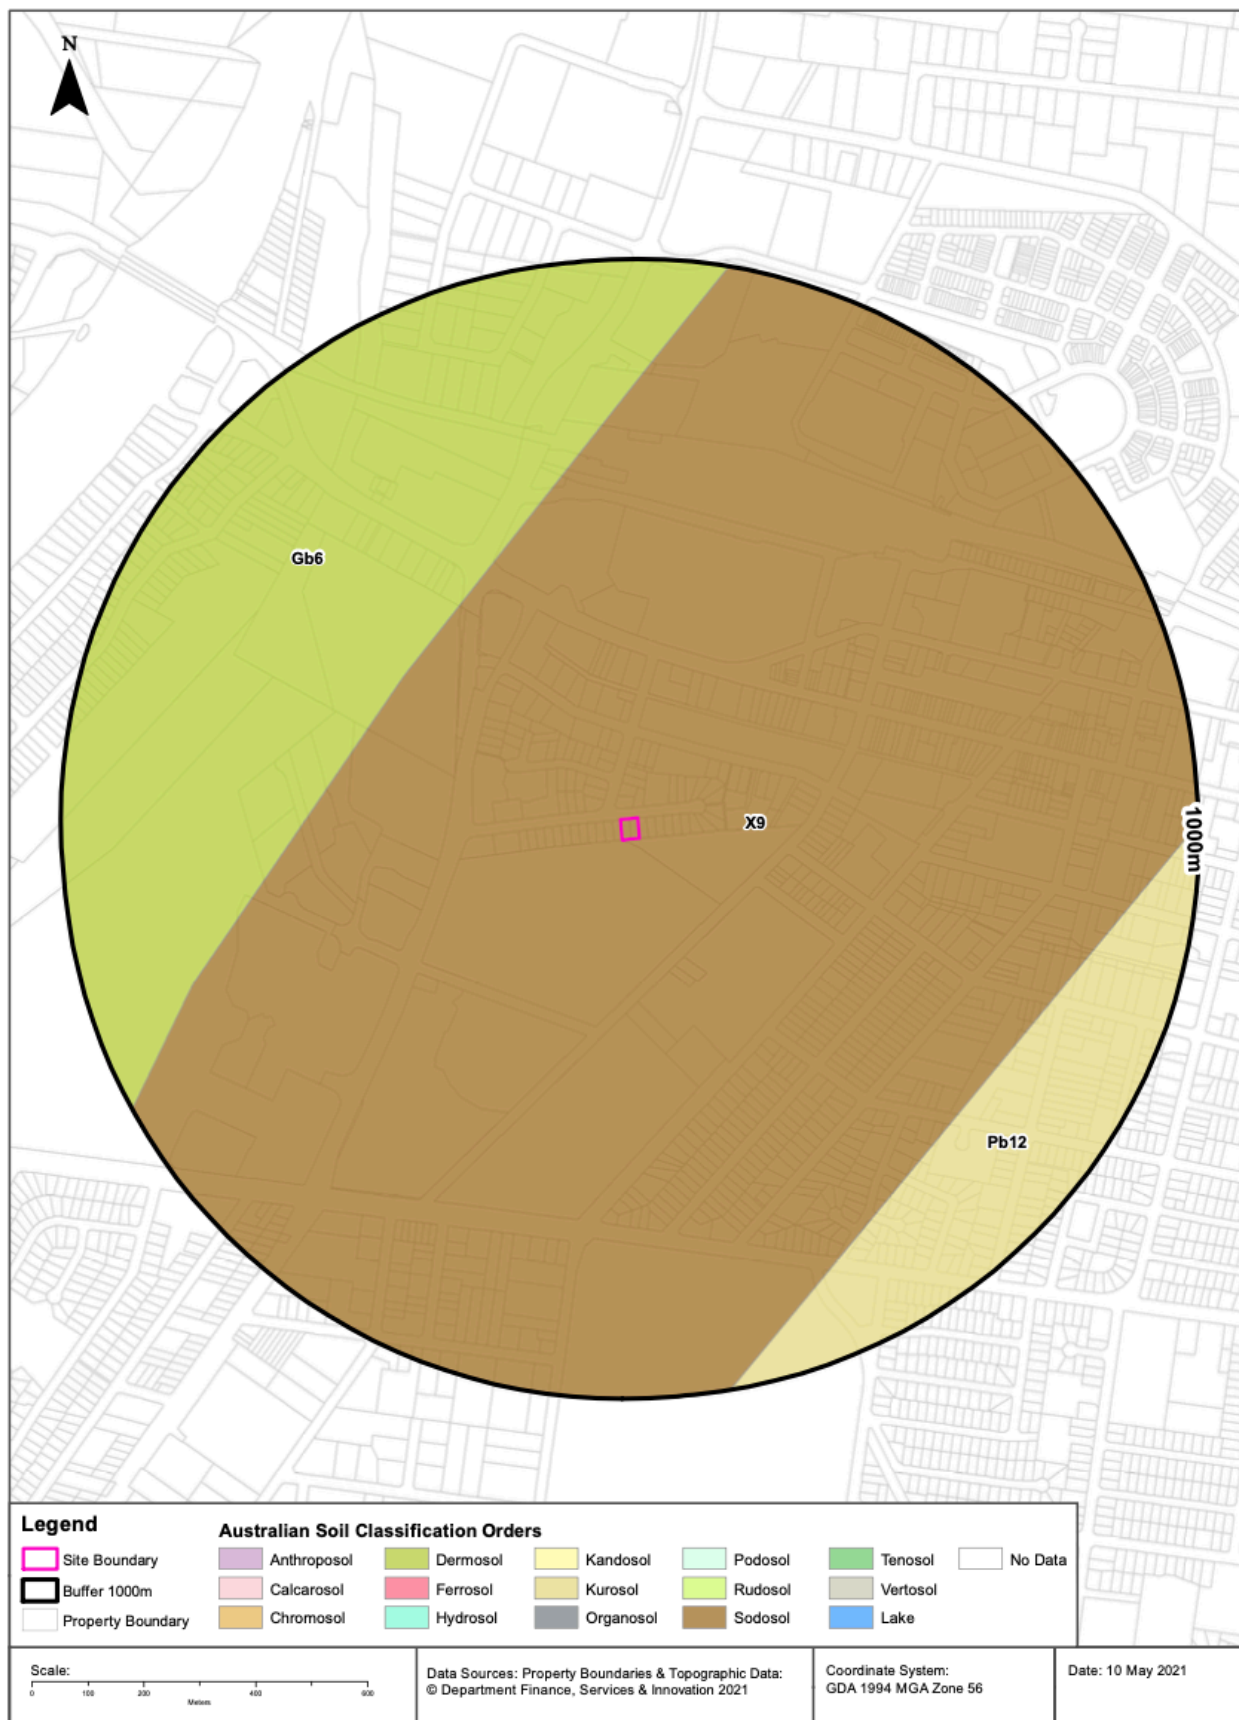 N
Gb6
X9
1000m
Pb12
Legend
Site Boundary
Buffer 1000m
Property Boundary
Australian Soil Classification Orders
Anthroposol
Calcarosol
Chromosol
Dermosol
Ferrosol
Hydrosol
Kandosol
Kurosol
Organosol
Podosol
Rudosol
Sodosol
Tenosol
Vertosol
Lake
No Data
Scale:
0 100 200 400 600
Meters
Data Sources: Property Boundaries & Topographic Data:
© Department Finance, Services & Innovation 2021
Coordinate System:
GDA 1994 MGA Zone 56
Date: 10 May 2021